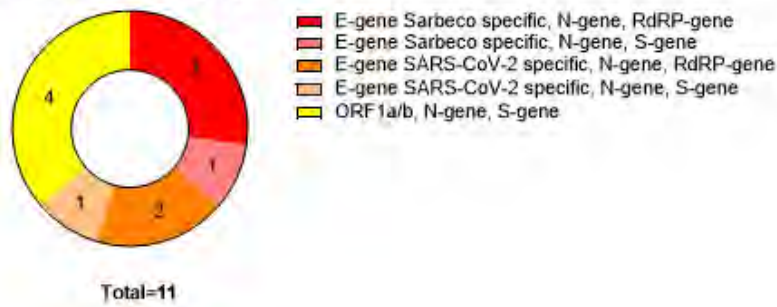 E-gene Sarbeco specific, N-gene, RdRP-gene
E-gene Sarbeco specific, N-gene, S-gene
E-gene SARS-CoV-2 specific, N-gene, RdRP-gene
E-gene SARS-CoV-2 specific, N-gene, S-gene
ORF1a/b, N-gene, S-gene
3
4
1
1
2
Total=11